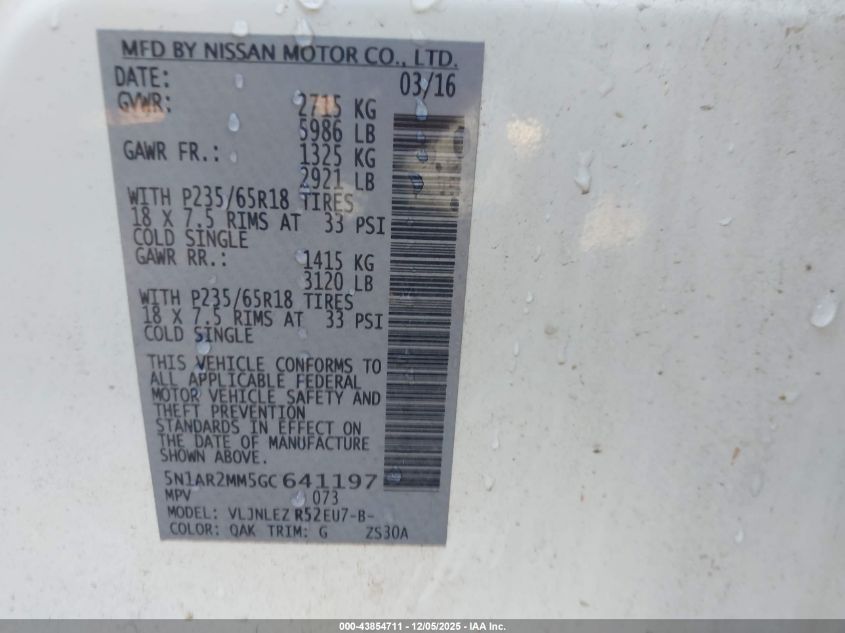 MFD BY NISSAN MOTOR CO., LTD.
DATE: 03/16
GVWR: 2715 KG
5986 LB
GAWR FR.: 1325 KG
2921 LB
WITH P235/65R18 TIRES
18 X 7.5 RIMS AT 33 PSI
COLD SINGLE
GAWR RR.: 1415 KG
3120 LB
WITH P235/65R18 TIRES
18 X 7.5 RIMS AT 33 PSI
COLD SINGLE
THIS VEHICLE CONFORMS TO
ALL APPLICABLE FEDERAL
MOTOR VEHICLE SAFETY AND
THEFT PREVENTION
STANDARDS IN EFFECT ON
THE DATE OF MANUFACTURE
SHOWN ABOVE.
5N1AR2MM5GC641197
MPV 073
MODEL: VLJNLEZ R52EU7-B-
COLOR: QAK TRIM: G ZS30A
000-43854711 - 12/05/2025 - IAA Inc.